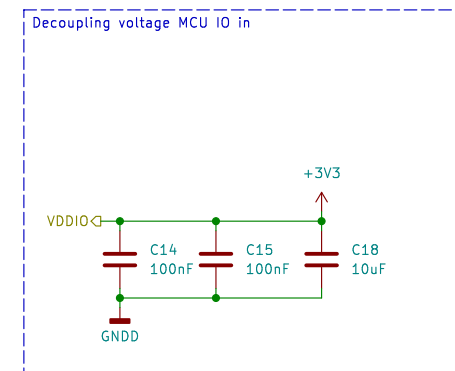 Decoupling voltage MCU IO in
+3V3
VDDIO
C14
100nF
C15
100nF
C18
10uF
GNDD